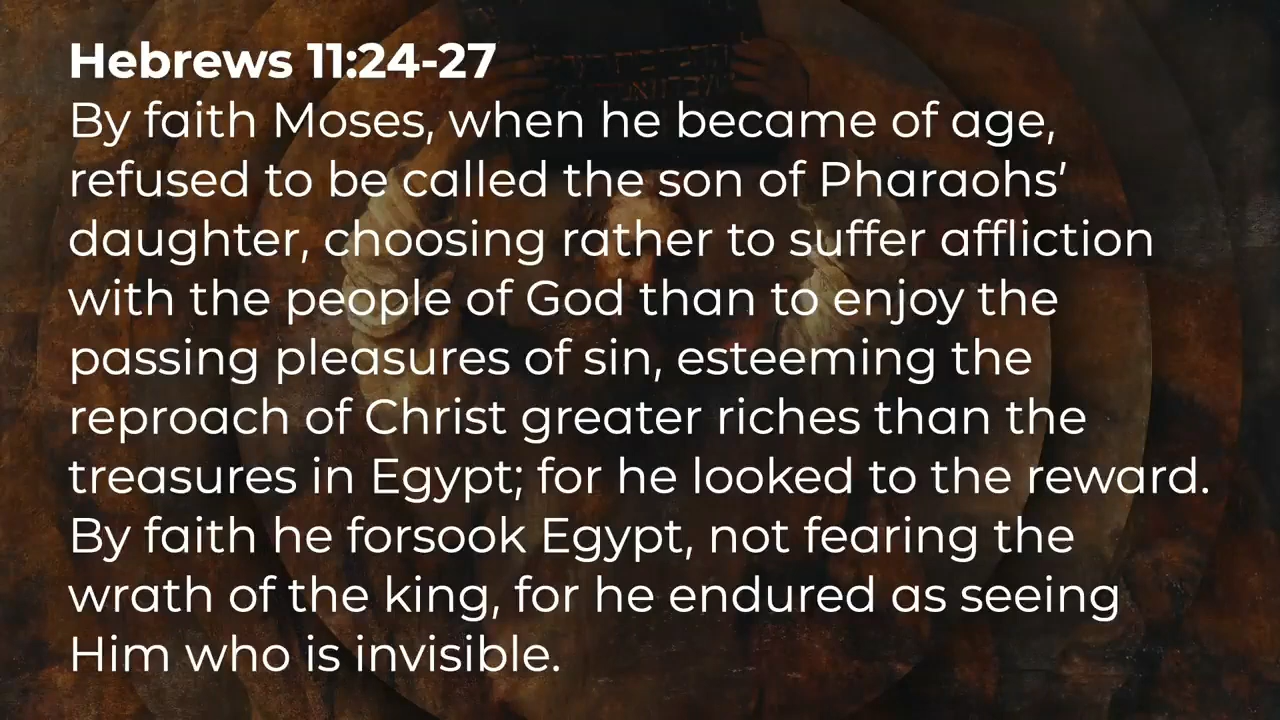 Hebrews 11:24-27
By faith Moses, when he became of age,
refused to be called the son of Pharaohs’
daughter, choosing rather to suffer affliction
with the people of God than to enjoy the
passing pleasures of sin, esteeming the
reproach of Christ greater riches than the
treasures in Egypt; for he looked to the reward.
By faith he forsook Egypt, not fearing the
wrath of the king, for he endured as seeing
Him who is invisible.